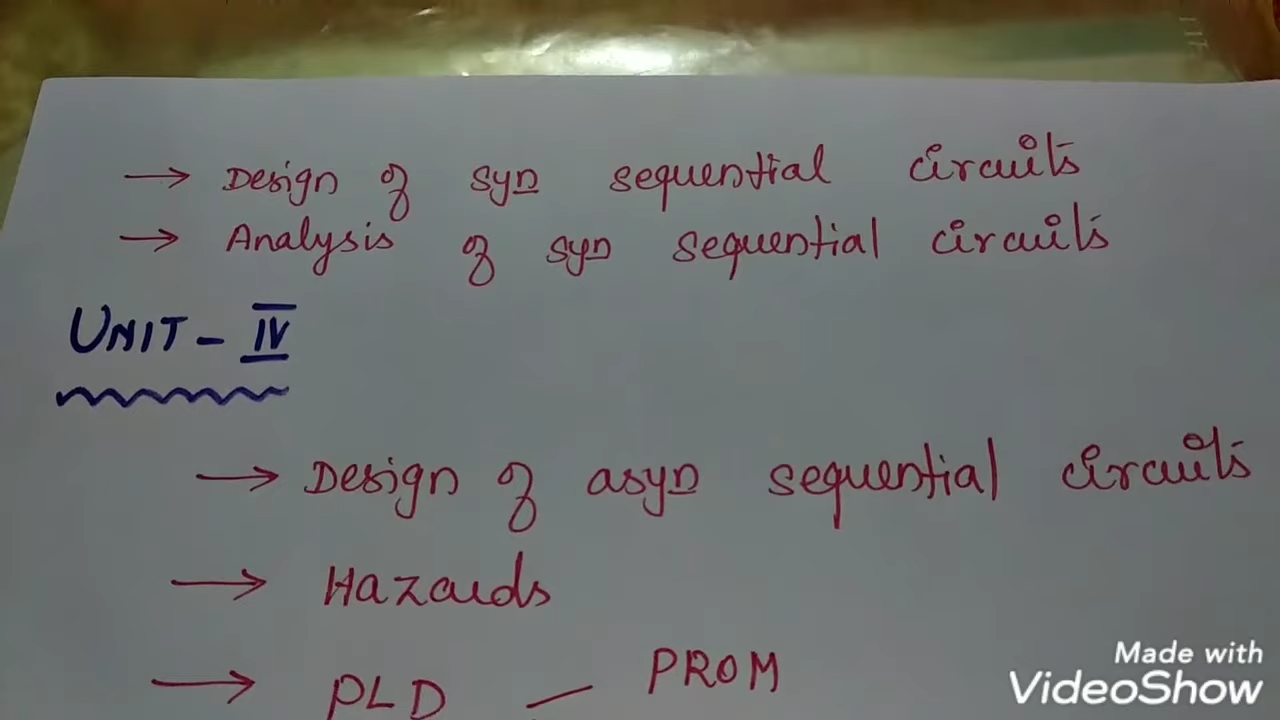 → Design of syn sequential circuits
→ Analysis of syn sequential circuits
UNIT - IV
→ Design of asyn sequential circuits
→ Hazards
→ PLD - PROM
Made with
VideoShow